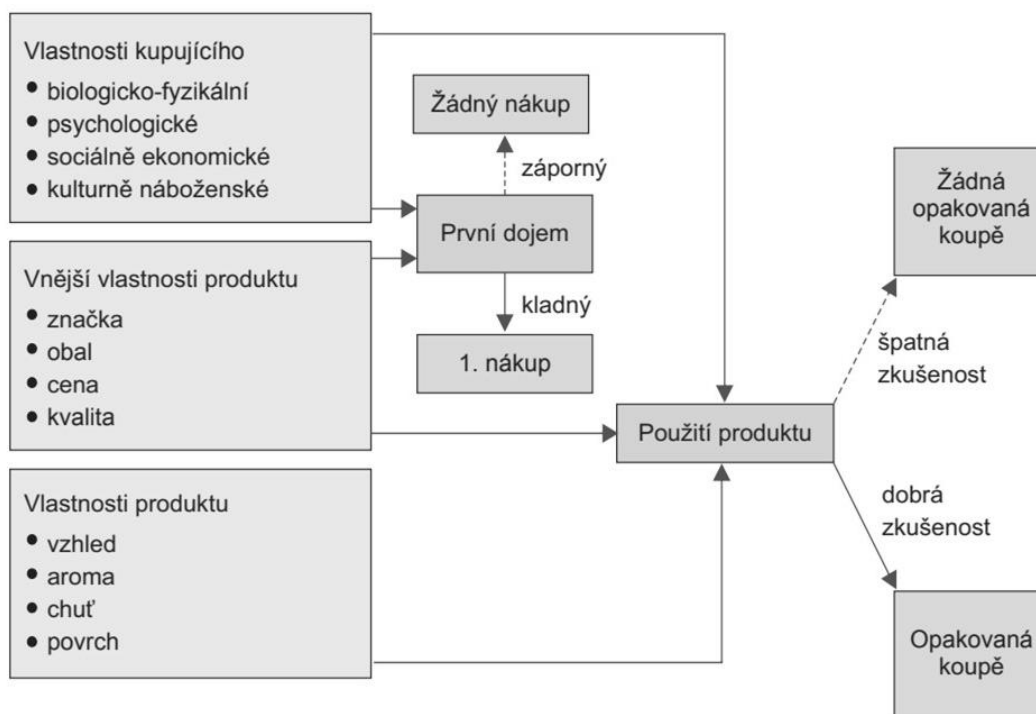 Vlastnosti kupujícího
• biologicko-fyzikální
• psychologické
• sociálně ekonomické
• kulturně náboženské
Vnější vlastnosti produktu
• značka
• obal
• cena
• kvalita
Vlastnosti produktu
• vzhled
• aroma
• chuť
• povrch
Žádný nákup
záporný
První dojem
kladný
1. nákup
Použití produktu
Žádná
opakovaná
koupě
špatná
zkušenost
dobrá
zkušenost
Opakovaná
koupě